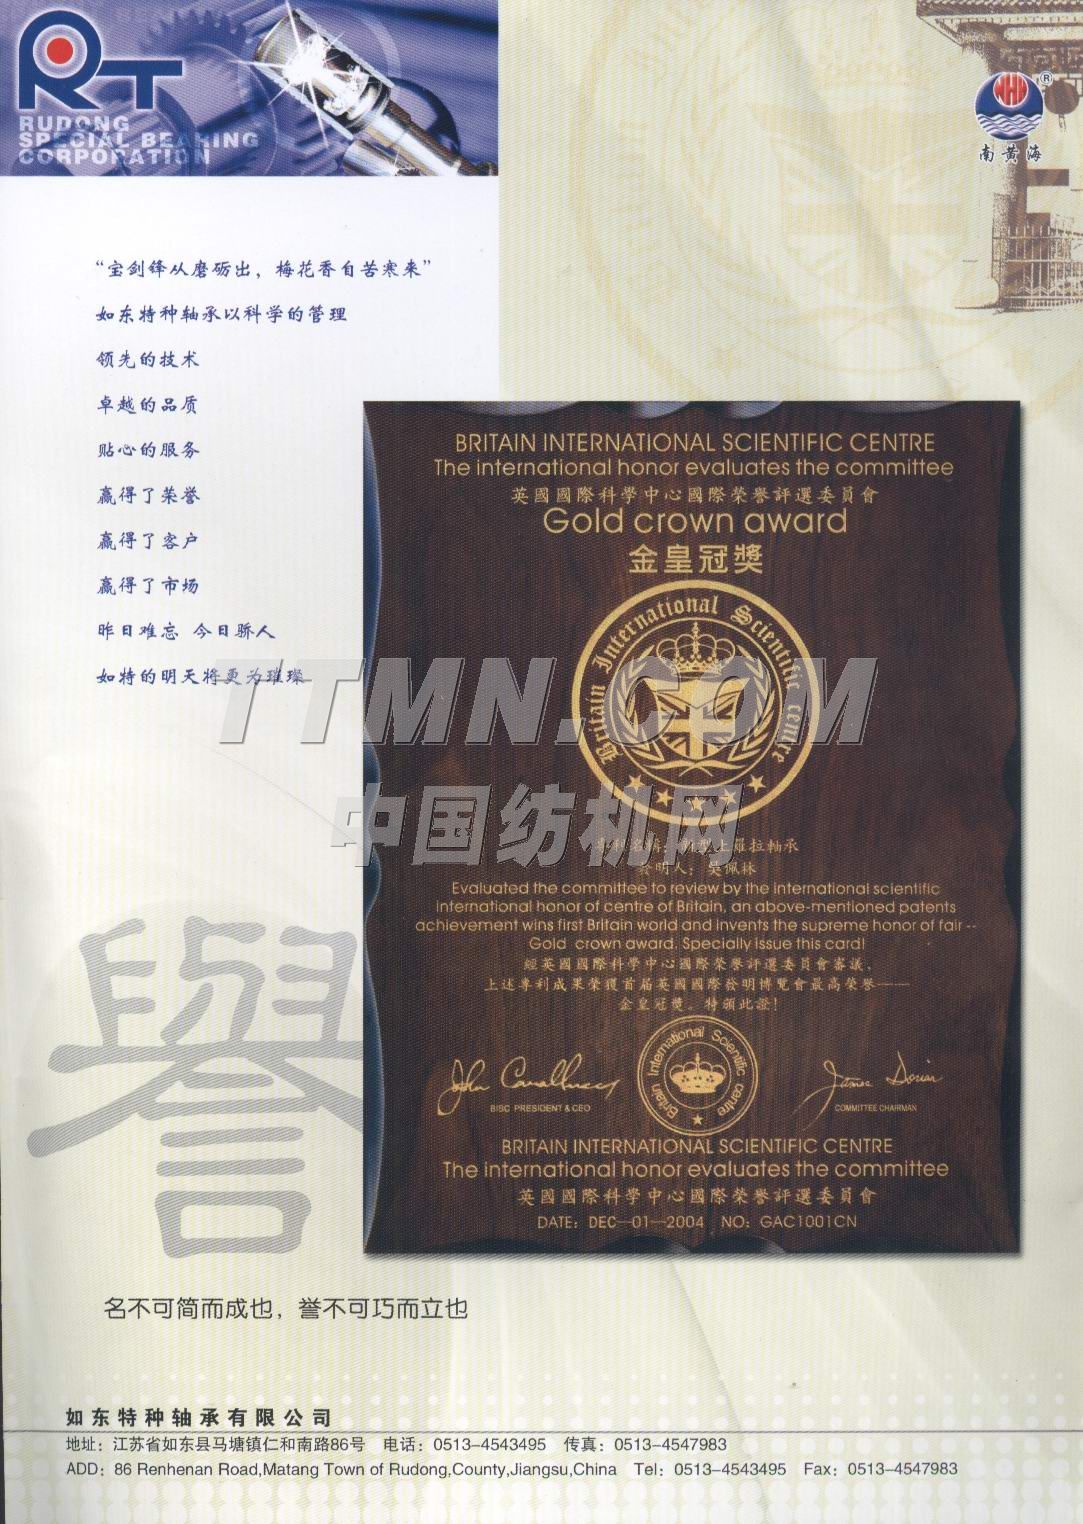 RT
RUDONG
SPECIAL BEARING
CORPORATION
NHH ®
南黄海
“宝剑锋从磨砺出，梅花香自苦寒来”
如东特种轴承以科学的管理
领先的技术
卓越的品质
贴心的服务
赢得了荣誉
赢得了客户
赢得了市场
昨日难忘 今日骄人
如特的明天将更为璀璨
BRITAIN INTERNATIONAL SCIENTIFIC CENTRE
The international honor evaluates the committee
英國國際科學中心國際榮譽評選委員會
Gold crown award
金皇冠獎
Britain International Scientific centre
TTMN.COM
中国纺机网
上羅拉軸承
發明人：吳佩林
Evaluated the committee to review by the international scientific
international honor of centre of Britain, an above-mentioned patents
achievement wins first Britain world and invents the supreme honor of fair --
Gold crown award. Specially issue this card!
經英國國際科學中心國際榮譽評選委員會審議，
上述專利成果榮獲首届英國國際發明博覽會最高榮譽——
金皇冠獎。特頒此證！
BISC PRESIDENT & CEO
Britain International Scientific centre
COMMITTEE CHAIRMAN
BRITAIN INTERNATIONAL SCIENTIFIC CENTRE
The international honor evaluates the committee
英國國際科學中心國際榮譽評選委員會
DATE: DEC—01—2004 NO: GAC1001CN
譽
名不可简而成也，誉不可巧而立也
如东特种轴承有限公司
地址：江苏省如东县马塘镇仁和南路86号 电话：0513-4543495 传真：0513-4547983
ADD: 86 Renhenan Road,Matang Town of Rudong,County,Jiangsu,China Tel: 0513-4543495 Fax: 0513-4547983